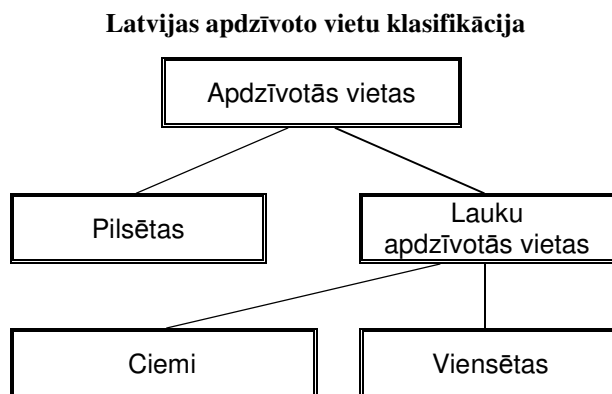 Latvijas apdzīvoto vietu klasifikācija
Apdzīvotās vietas
Pilsētas
Lauku
apdzīvotās vietas
Ciemi
Viensētas